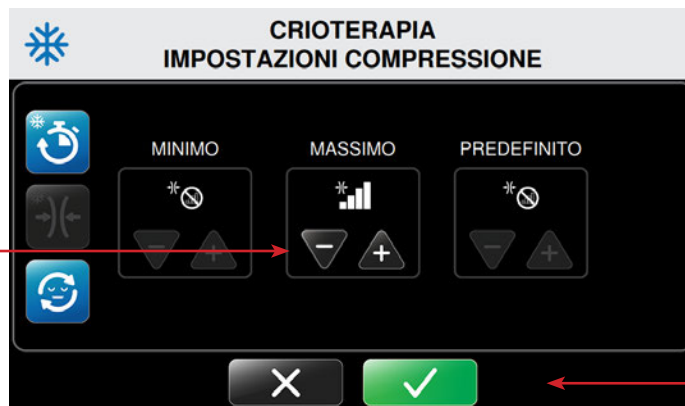 CRIOTERAPIA
IMPOSTAZIONI COMPRESSIONE
MINIMO MASSIMO PREDEFINITO